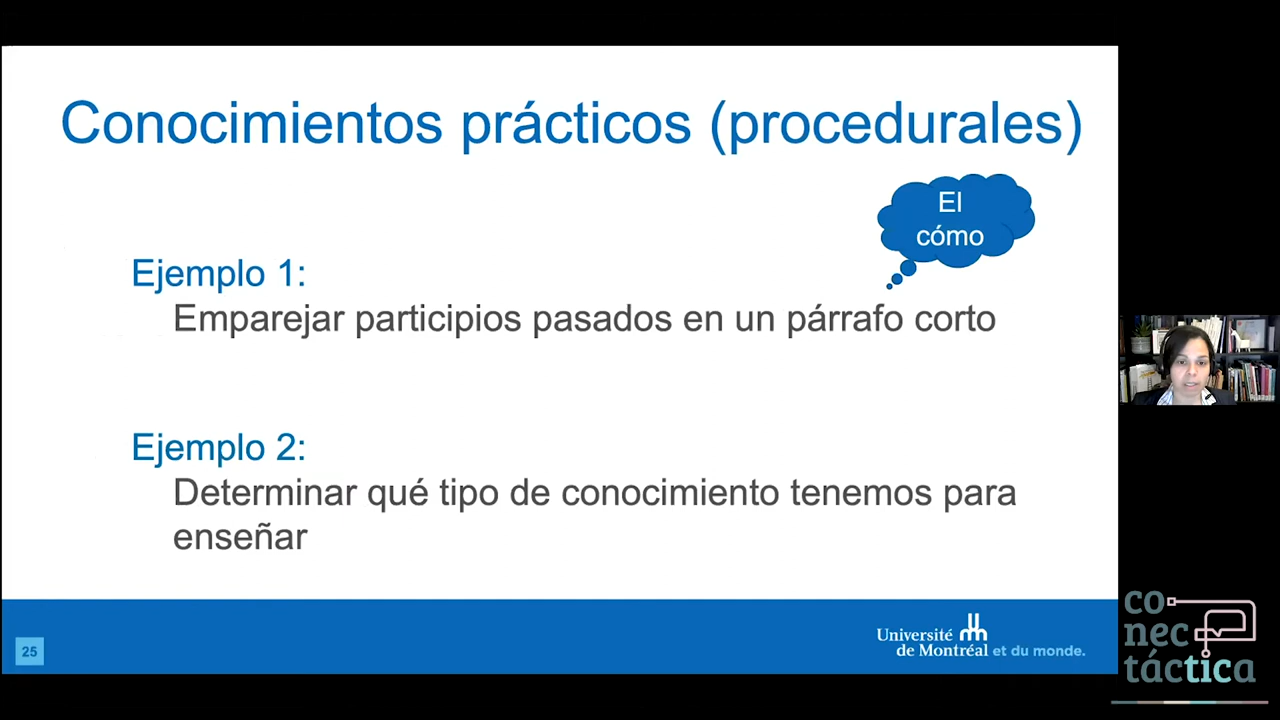 Conocimientos prácticos (procedurales)
El
cómo
Ejemplo 1:
Emparejar participios pasados en un párrafo corto
Ejemplo 2:
Determinar qué tipo de conocimiento tenemos para
enseñar
25
Université
de Montréal et du monde.
co
nec
táctica